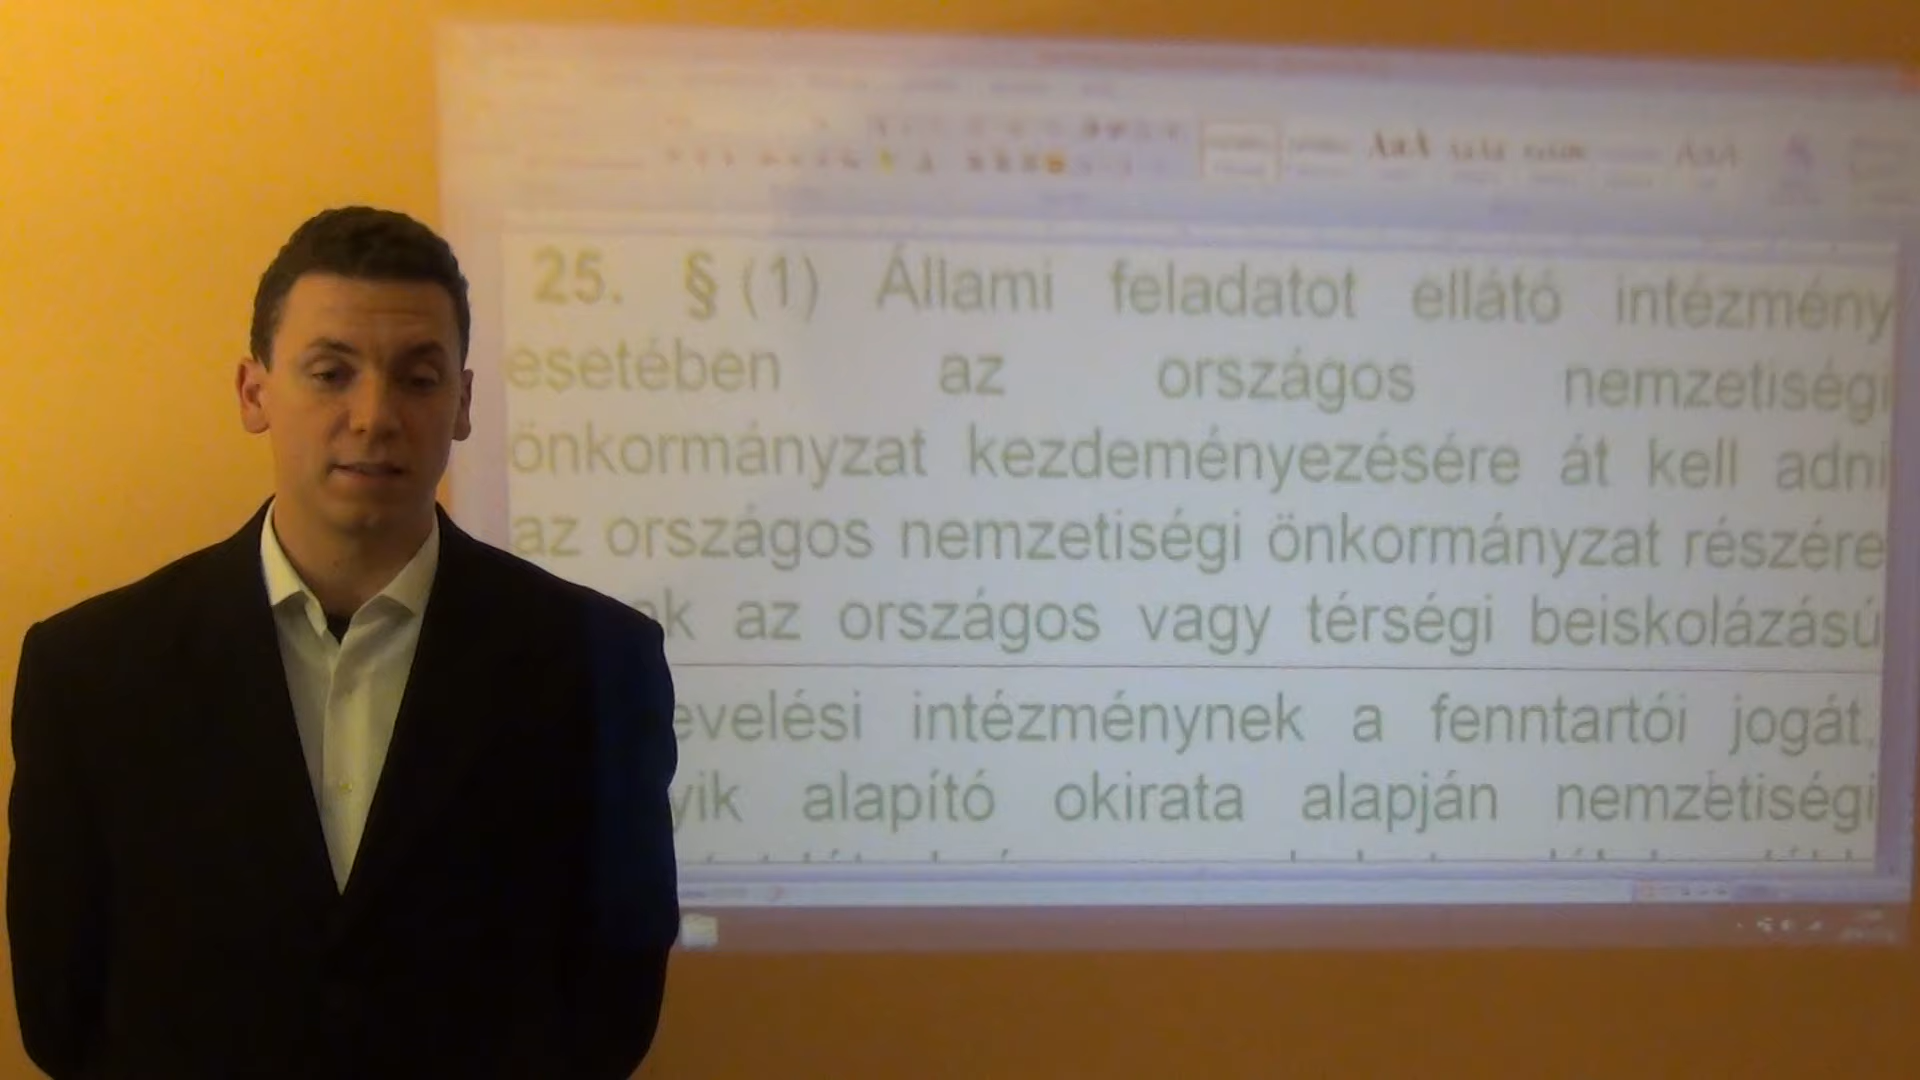 25. § (1) Állami feladatot ellátó intézmény
esetében az országos nemzetiségi
önkormányzat kezdeményezésére át kell adni
az országos nemzetiségi önkormányzat részére
az országos vagy térségi beiskolázású
intézménynek a fenntartói jogát,
alapító okirata alapján nemzetiségi